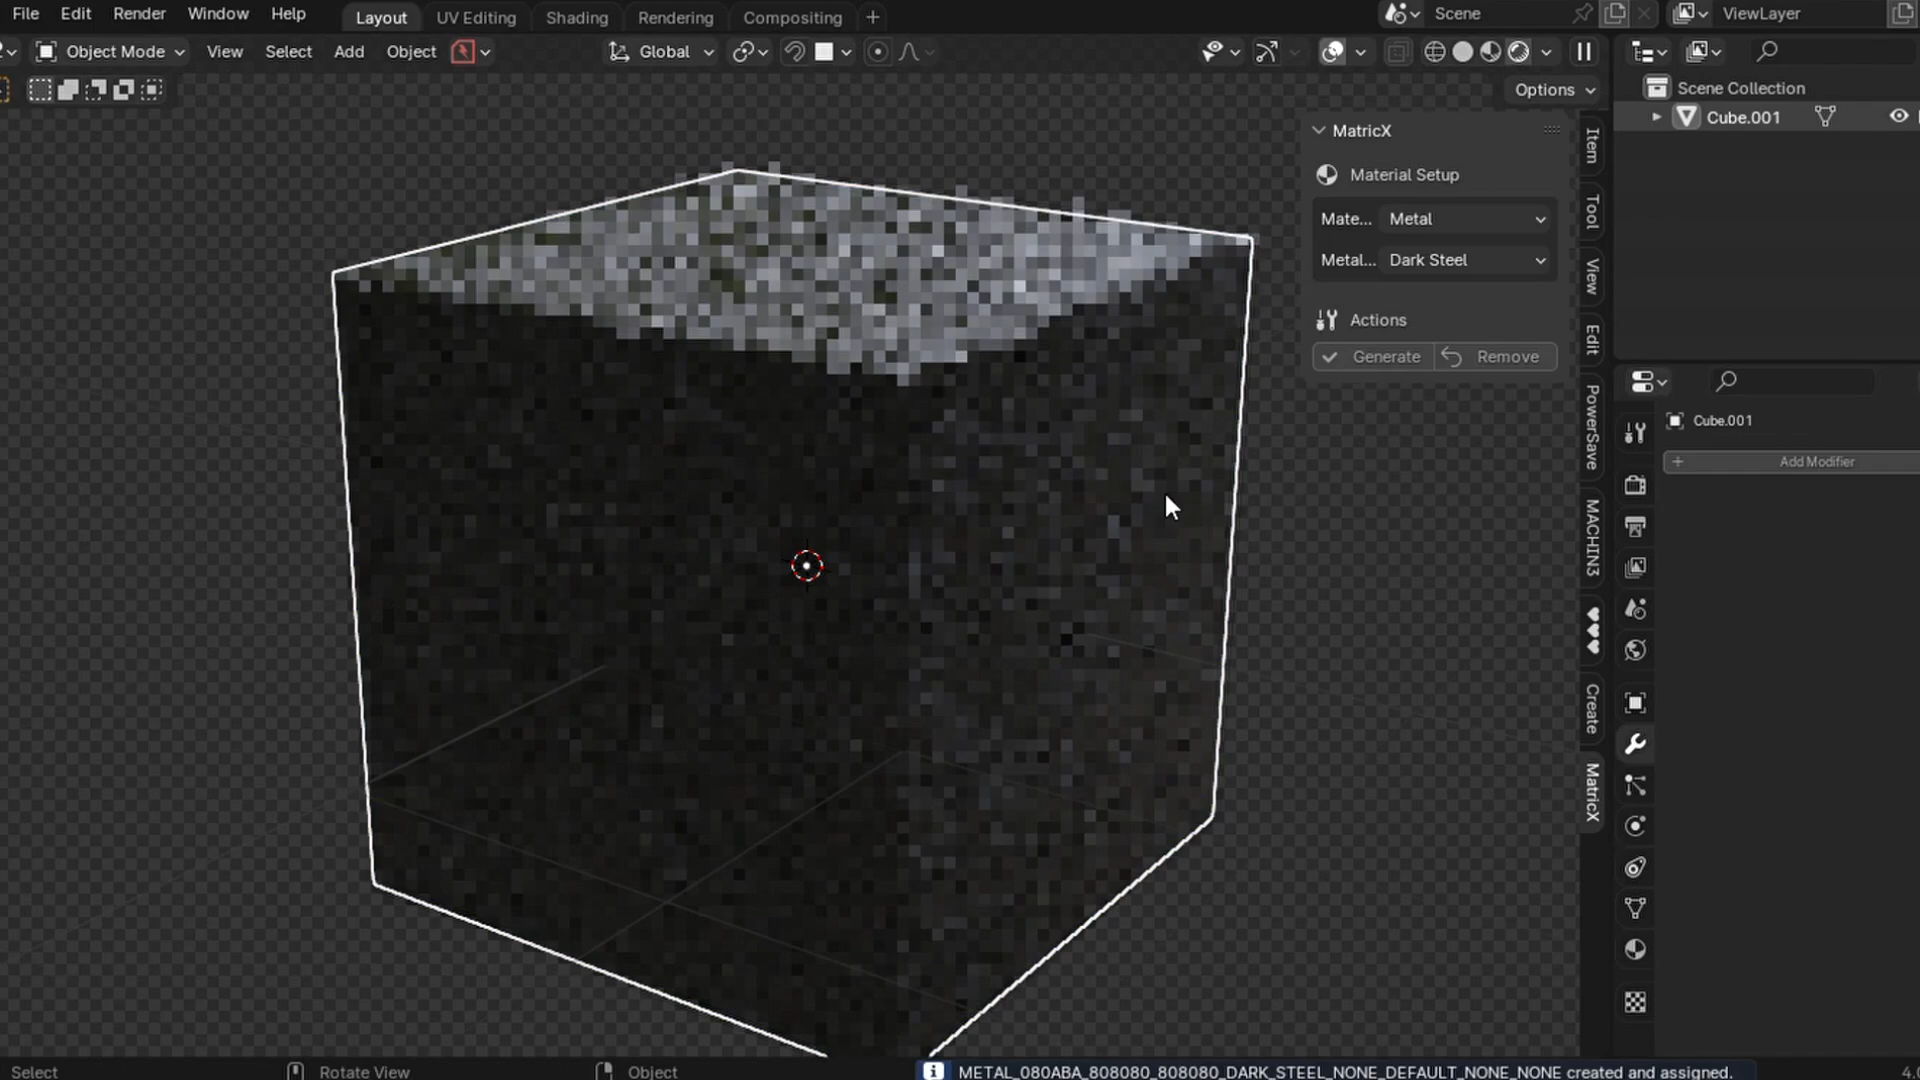 File Edit Render Window Help Layout UV Editing Shading Rendering Compositing + Scene ViewLayer
Object Mode View Select Add Object Global
Options
Scene Collection
Cube.001
MatricX
Material Setup
Mate... Metal
Metal... Dark Steel
Actions
Generate Remove
Item
Tool
View
Edit
PowerSave
MACHIN3
♥♥♥
Create
MatricX
Cube.001
+ Add Modifier
Select Rotate View Object METAL_080ABA_808080_808080_DARK_STEEL_NONE_DEFAULT_NONE_NONE created and assigned.